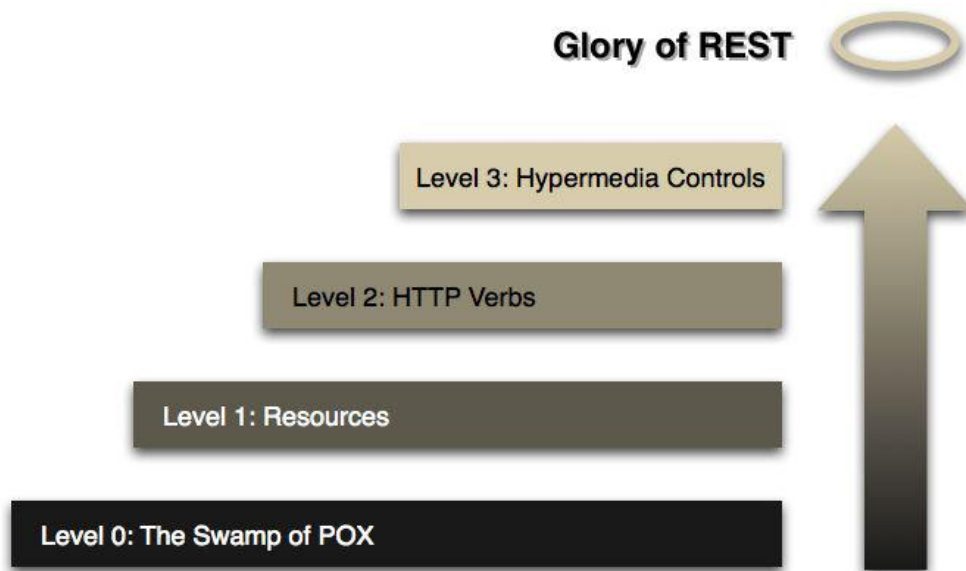 Glory of REST
Level 3: Hypermedia Controls
Level 2: HTTP Verbs
Level 1: Resources
Level 0: The Swamp of POX